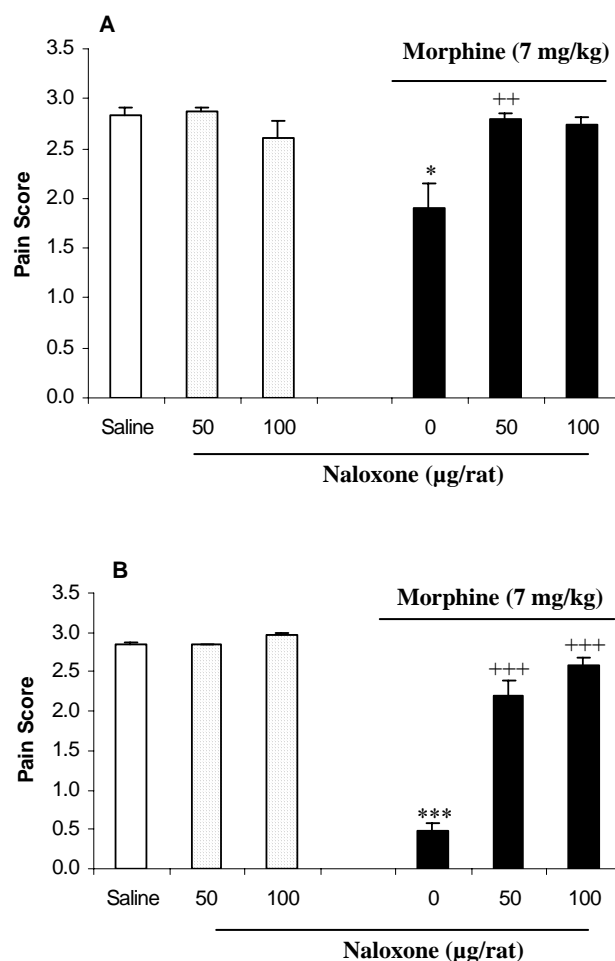 A
Morphine (7 mg/kg)
3.5
3.0
2.5
2.0
1.5
1.0
0.5
0.0
Pain Score
*
++
Saline 50 100 0 50 100
Naloxone (µg/rat)
B
Morphine (7 mg/kg)
3.5
3.0
2.5
2.0
1.5
1.0
0.5
0.0
Pain Score
***
+++
+++
Saline 50 100 0 50 100
Naloxone (µg/rat)